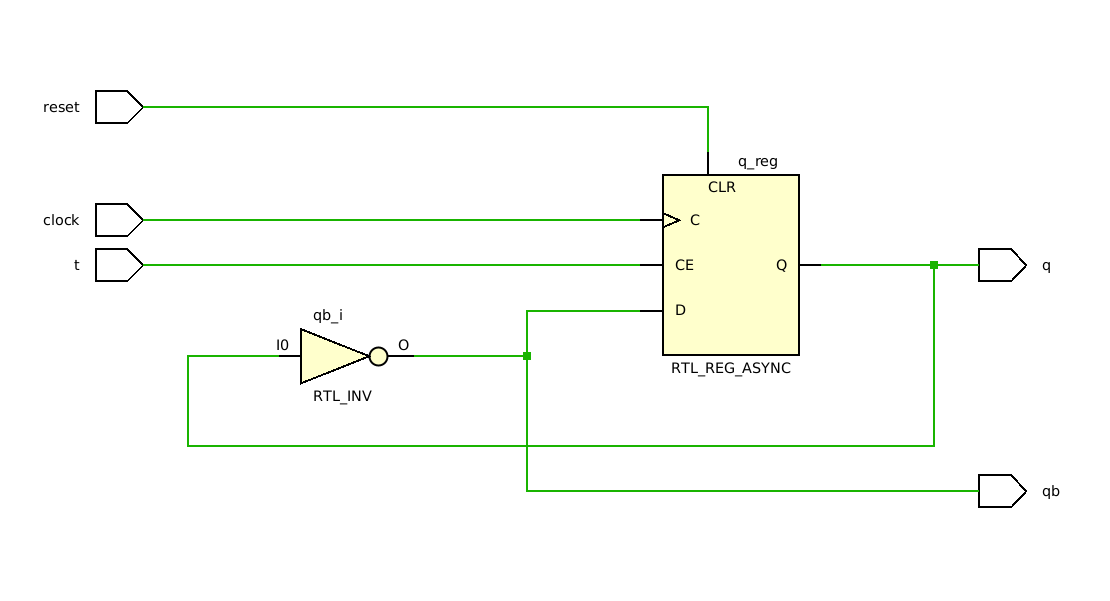 reset
q_reg
CLR
clock
C
t
CE
Q
q
D
qb_i
I0
O
RTL_REG_ASYNC
RTL_INV
qb